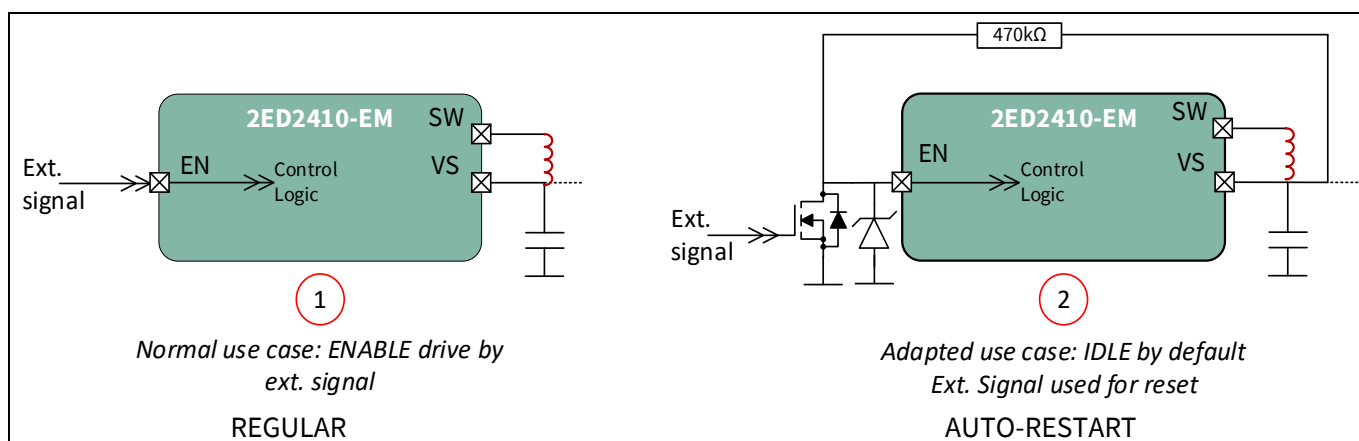 2ED2410-EM
SW
EN
VS
Ext.
signal
Control
Logic
1
Normal use case: ENABLE drive by
ext. signal
REGULAR
470kΩ
2ED2410-EM
SW
EN
VS
Ext.
signal
Control
Logic
2
Adapted use case: IDLE by default
Ext. Signal used for reset
AUTO-RESTART